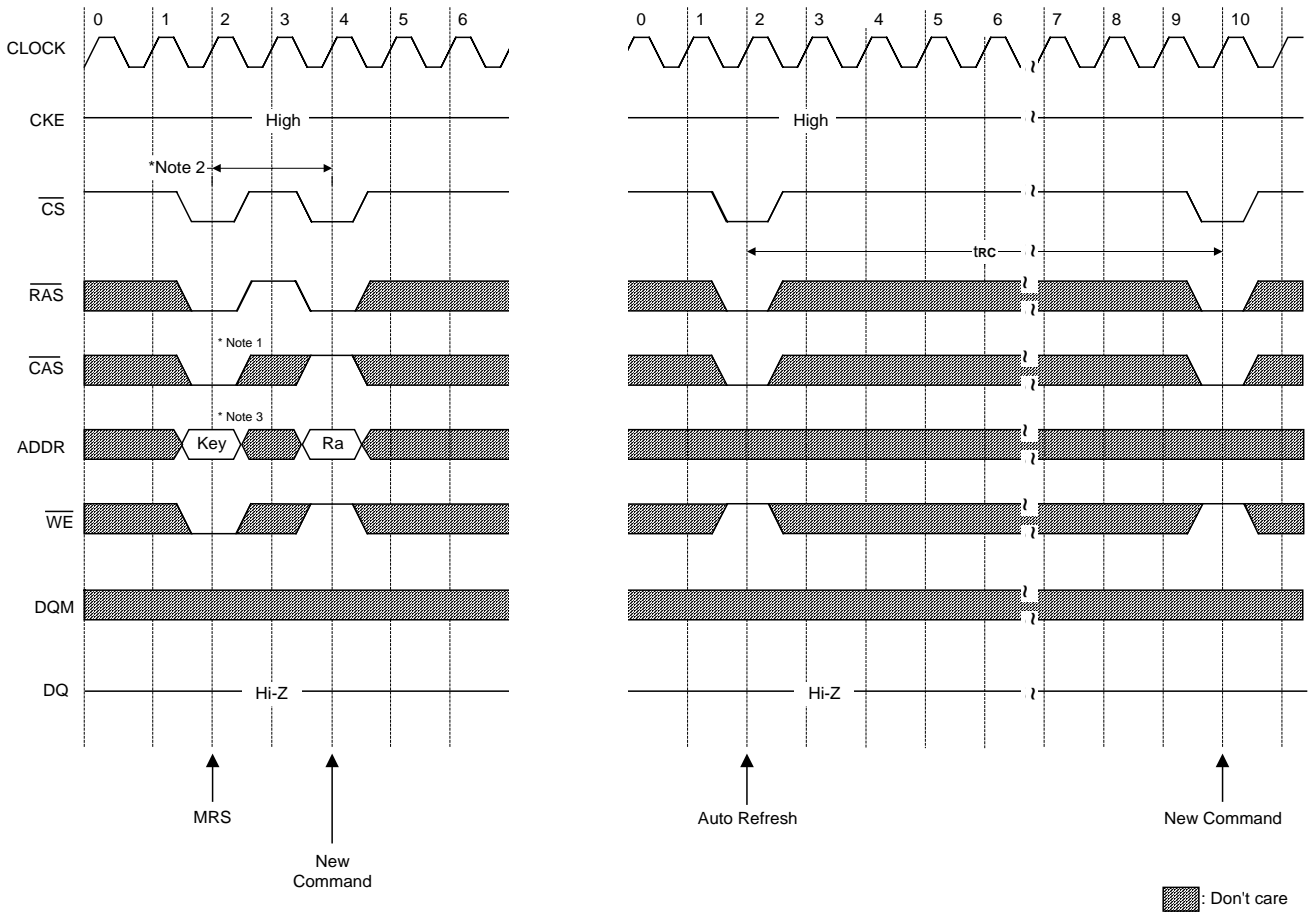 0 1 2 3 4 5 6 0 1 2 3 4 5 6 7 8 9 10
CLOCK
CKE High High
*Note 2
CS
tRC
RAS
* Note 1
CAS
* Note 3
ADDR Key Ra
WE
DQM
DQ Hi-Z Hi-Z
MRS Auto Refresh New Command
New
Command
: Don't care